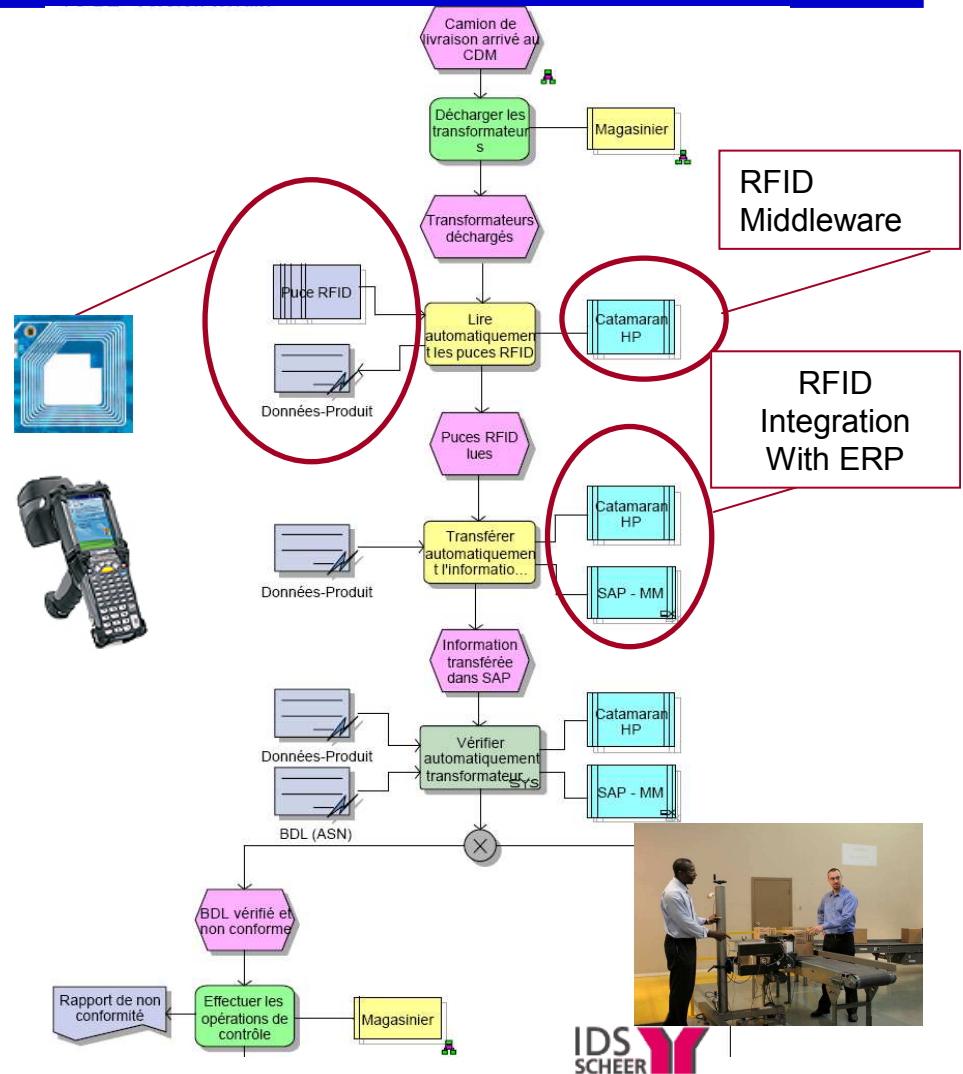 Camion de
livraison arrivé au
CDM
Décharger les
transformateur
s
Magasinier
Transformateurs
déchargés
RFID
Middleware
Puce RFID
Lire
automatiquemen
t les puces RFID
Catamaran
HP
Données-Produit
RFID
Integration
With ERP
Puces RFID
lues
Catamaran
HP
Transférer
automatiquemen
t l'informatio...
SAP - MM
Données-Produit
Information
transférée
dans SAP
Catamaran
HP
Données-Produit
Vérifier
automatiquement
transformateur
SYS
SAP - MM
BDL (ASN)
X
BDL vérifié et
non conforme
Rapport de non
conformité
Effectuer les
opérations de
contrôle
Magasinier
IDS
SCHEER